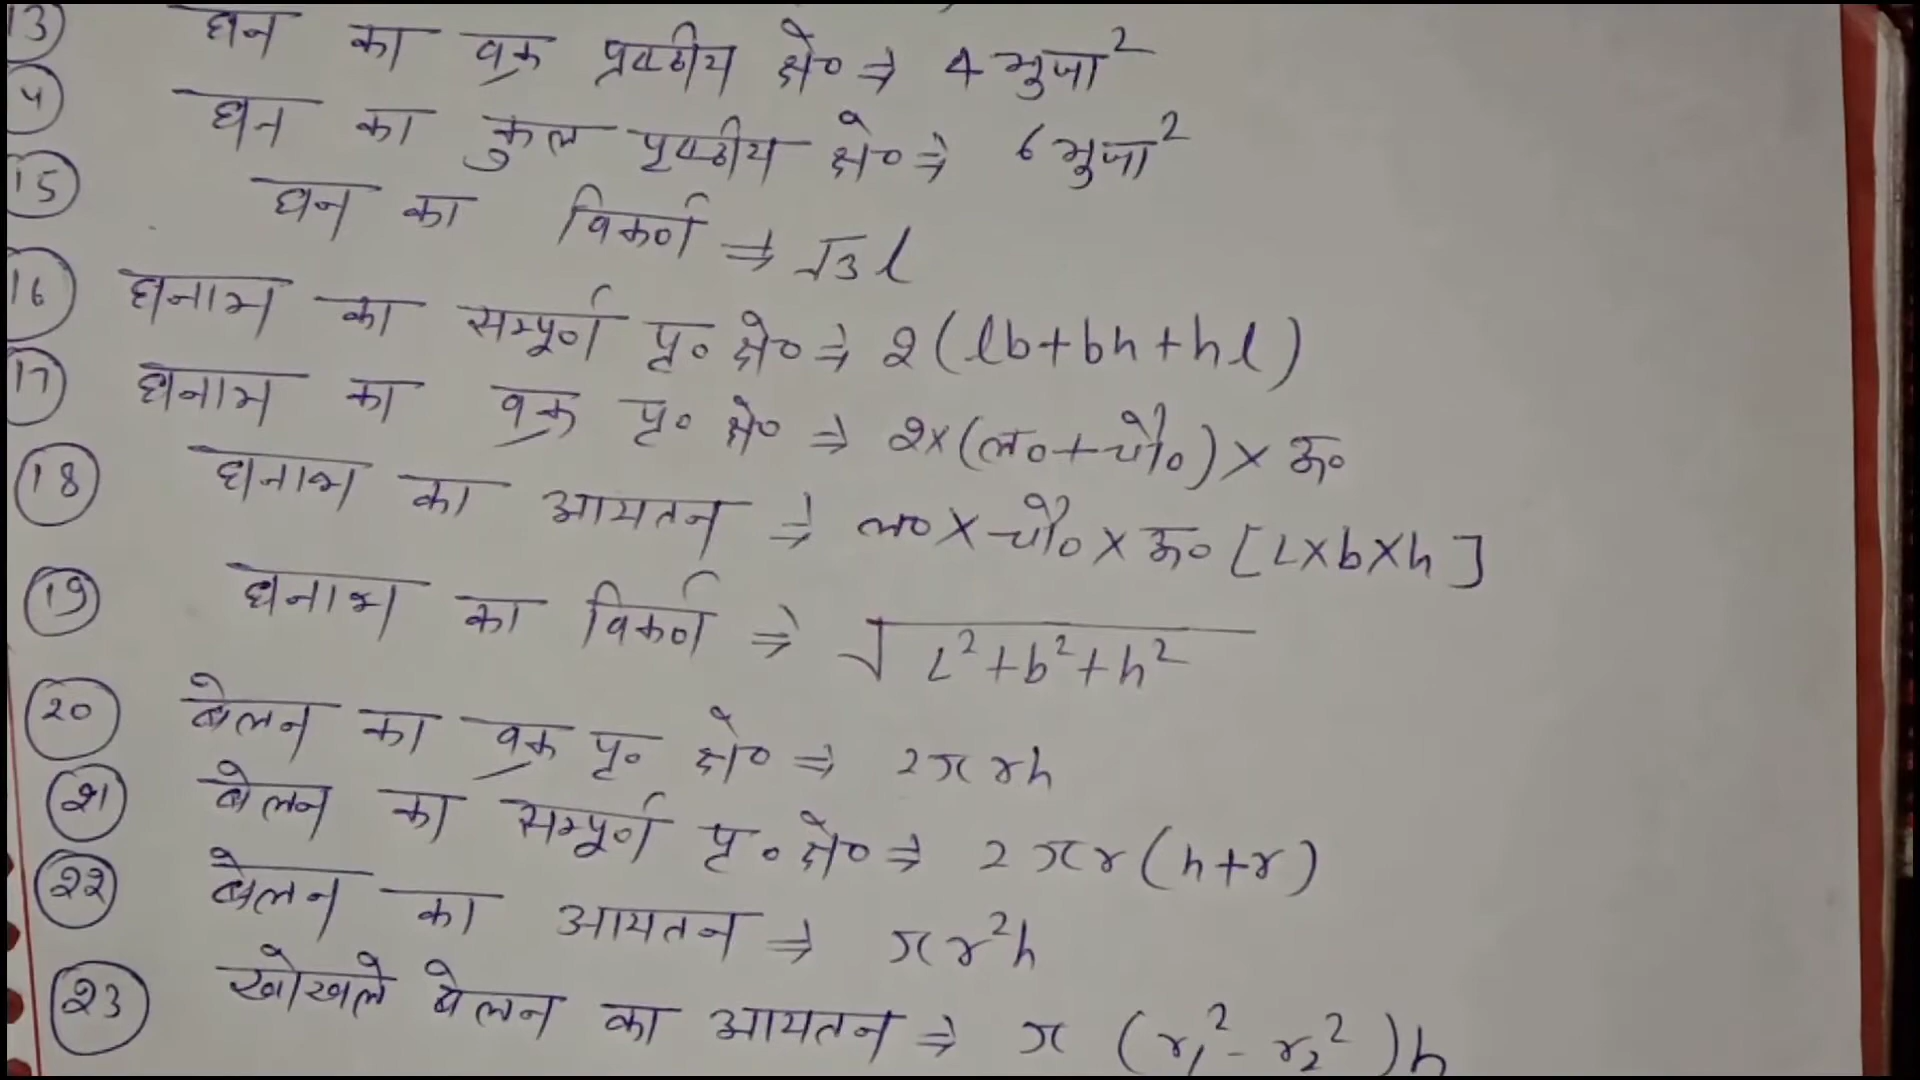 13 घन का वक्र प्रष्ठीय क्षे० ⇒ 4 भुजा²
4 घन का कुल पृष्ठीय क्षे० ⇒ 6 भुजा²
15 घन का विकर्ण ⇒ √3 l
16 घनाभ का सम्पूर्ण पृ० क्षे० ⇒ 2(lb+bh+hl)
17 घनाभ का वक्र पृ० क्षे० ⇒ 2×(ल०+चौ०)×ऊ०
18 घनाभ का आयतन ⇒ ल०×चौ०×ऊ० [L×b×h]
19 घनाभ का विकर्ण ⇒ √L²+b²+h²
20 बेलन का वक्र पृ० क्षे० ⇒ 2πrh
21 बेलन का सम्पूर्ण पृ० क्षे० ⇒ 2πr(h+r)
22 बेलन का आयतन ⇒ πr²h
23 खोखले बेलन का आयतन ⇒ π (r₁²-r₂²)h